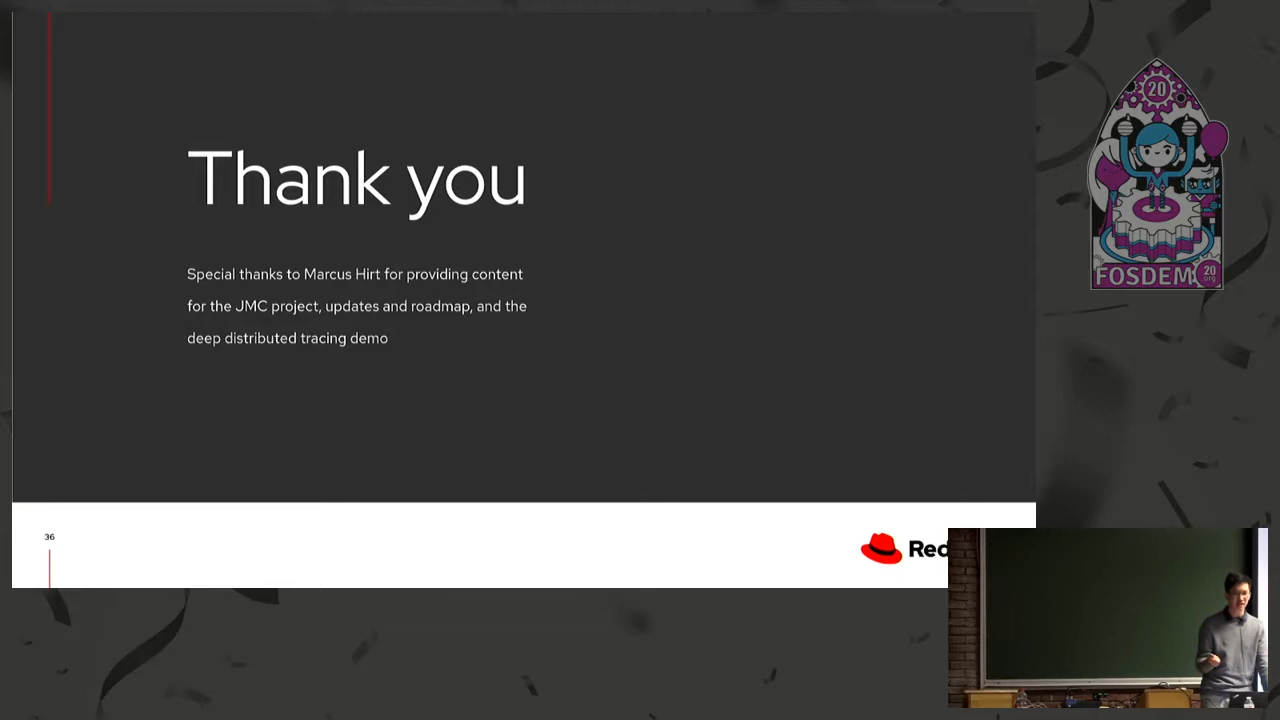 Thank you
Special thanks to Marcus Hirt for providing content
for the JMC project, updates and roadmap, and the
deep distributed tracing demo
36
Red
20
FOSDEM
20
org